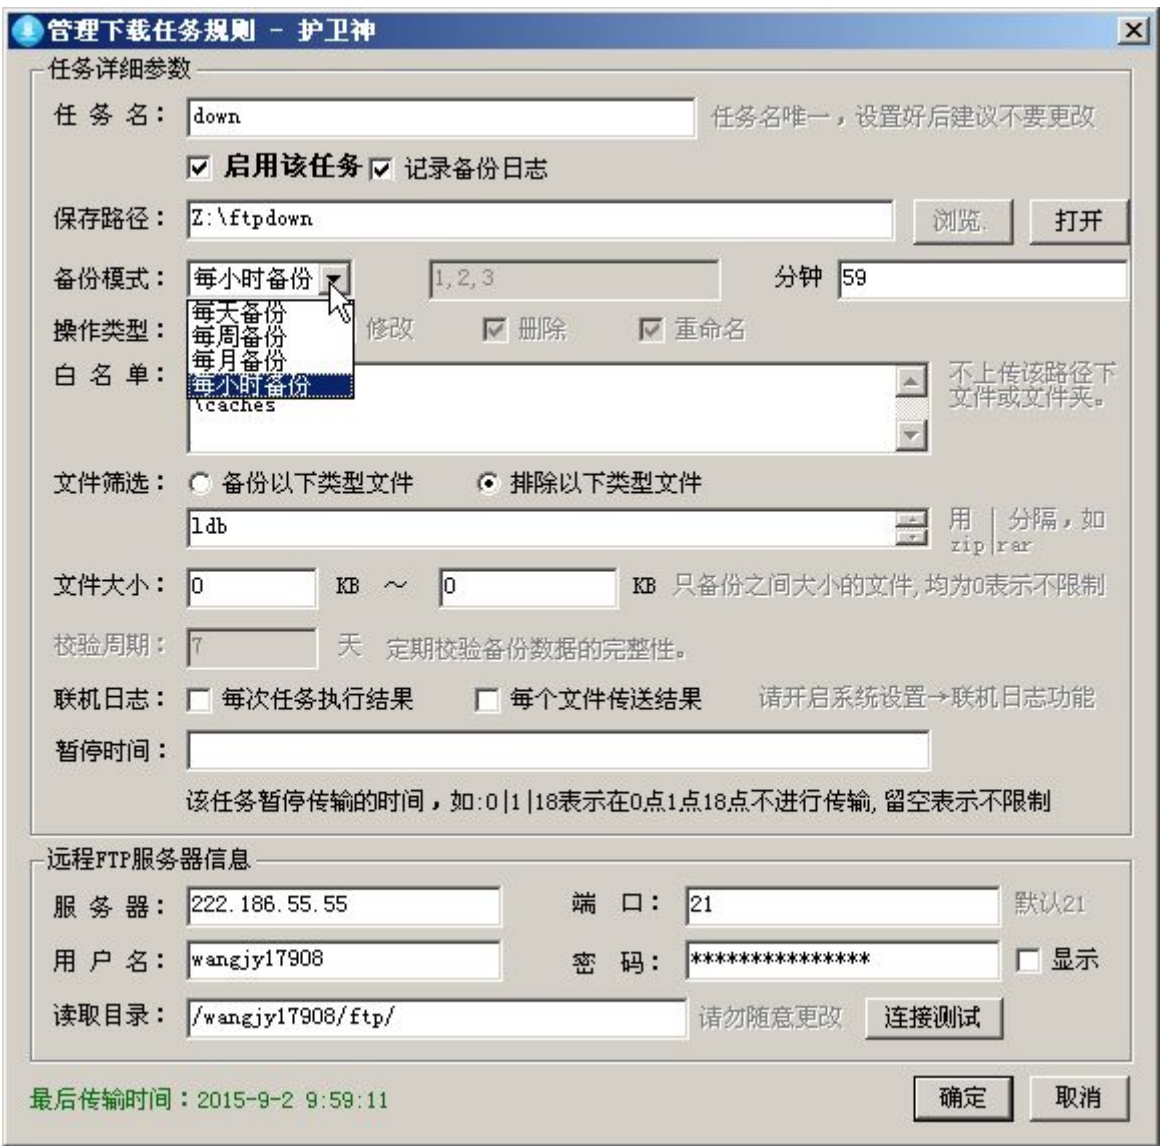 管理下载任务规则 - 护卫神
任务详细参数
任 务 名： down 任务名唯一，设置好后建议不要更改
启用该任务 记录备份日志
保存路径： Z:\ftpdown 浏览. 打开
备份模式： 每小时备份 1,2,3 分钟 59
每天备份
操作类型： 每周备份 修改 删除 重命名
每月备份
白 名 单： 每小时备份 不上传该路径下
\caches 文件或文件夹。
文件筛选： 备份以下类型文件 排除以下类型文件
ldb 用 | 分隔，如
zip|rar
文件大小： 0 KB ～ 0 KB 只备份之间大小的文件,均为0表示不限制
校验周期： 7 天 定期校验备份数据的完整性。
联机日志： 每次任务执行结果 每个文件传送结果 请开启系统设置→联机日志功能
暂停时间：
该任务暂停传输的时间，如:0|1|18表示在0点1点18点不进行传输,留空表示不限制
远程FTP服务器信息
服 务 器： 222.186.55.55 端 口： 21 默认21
用 户 名： wangjy17908 密 码： *************** 显示
读取目录： /wangjy17908/ftp/ 请勿随意更改 连接测试
最后传输时间：2015-9-2 9:59:11 确定 取消